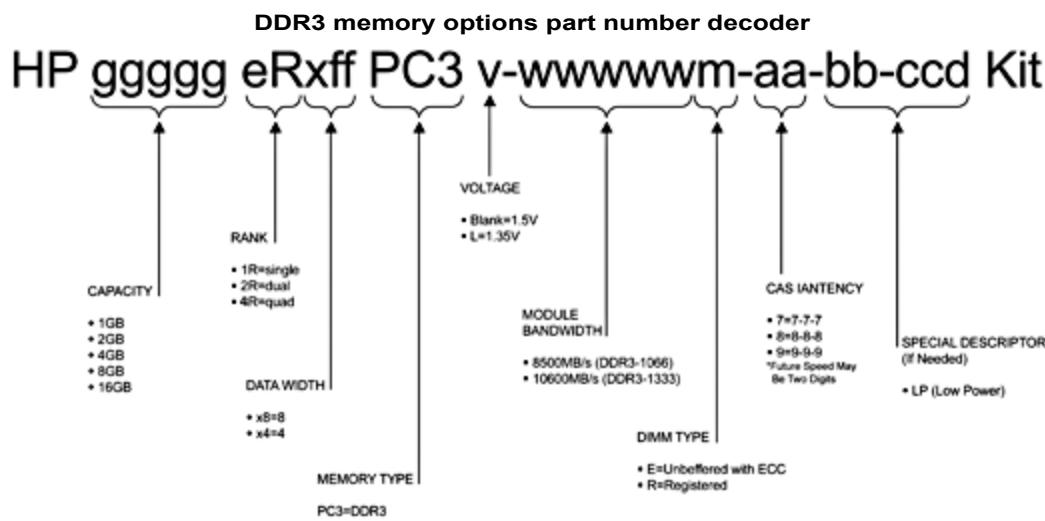 DDR3 memory options part number decoder
HP ggggg eRxff PC3 v-wwwwwm-aa-bb-ccd Kit
VOLTAGE
• Blank=1.5V
• L=1.35V
RANK
• 1R=single
• 2R=dual
• 4R=quad
CAPACITY
• 1GB
• 2GB
• 4GB
• 8GB
• 16GB
CAS IANTENCY
• 7=7-7-7
• 8=8-8-8
• 9=9-9-9
*Future Speed May
Be Two Digits
MODULE
BANDWIDTH
• 8500MB/s (DDR3-1066)
• 10600MB/s (DDR3-1333)
SPECIAL DESCRIPTOR
(If Needed)
• LP (Low Power)
DATA WIDTH
• x8=8
• x4=4
DIMM TYPE
• E=Unbeffered with ECC
• R=Registered
MEMORY TYPE
PC3=DDR3